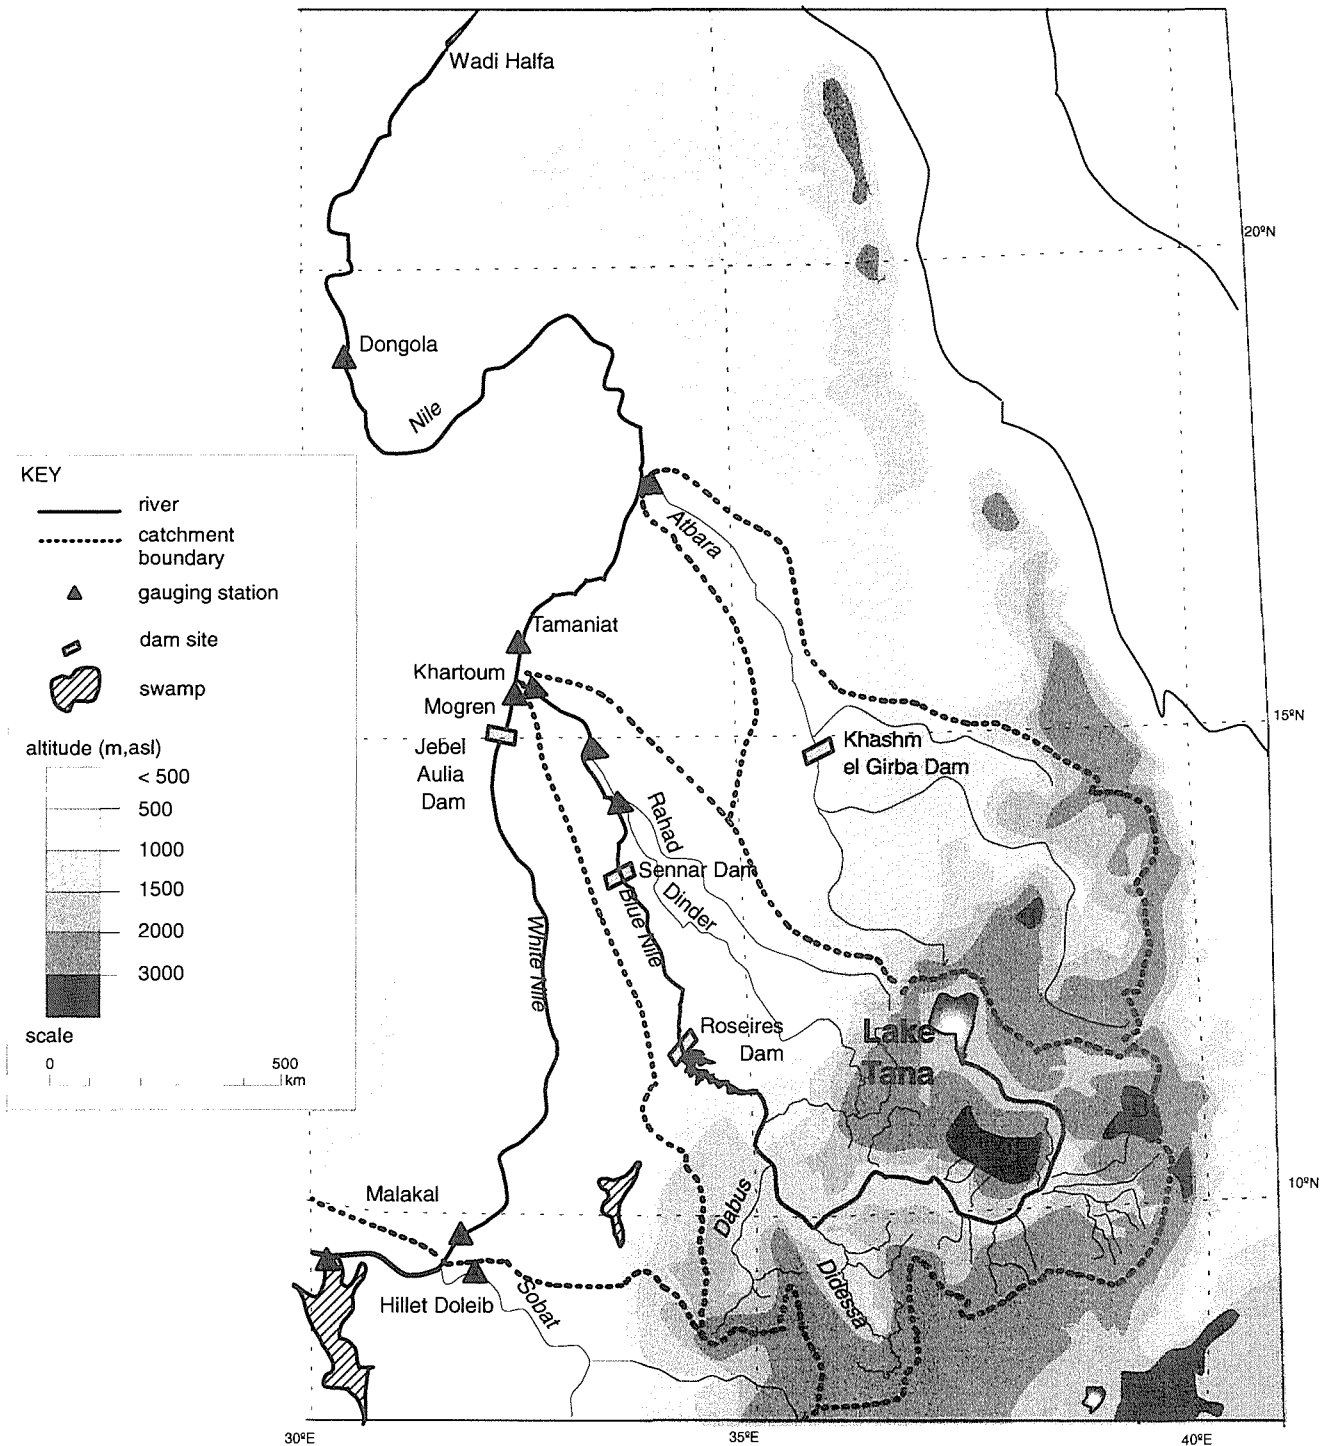 Wadi Halfa
20ºN
Dongola
Nile
KEY
river
catchment
boundary
gauging station
dam site
swamp
altitude (m,asl)
< 500
500
1000
1500
2000
3000
scale
0
500
km
Atbara
Tamaniat
Khartoum
Mogren
Jebel
Aulia
Dam
15ºN
Khashm
el Girba Dam
Rahad
Sennar Dam
Dinder
Blue Nile
White Nile
Roseires
Dam
Lake
Tana
Malakal
Dabus
10ºN
Didessa
Hillet Doleib
Sobat
30ºE
35ºE
40ºE